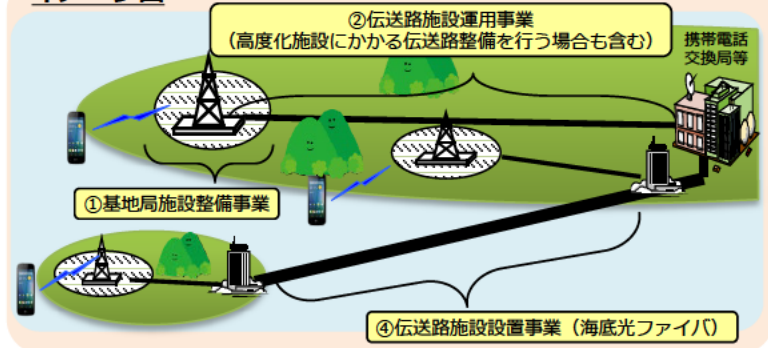 ②伝送路施設運用事業
（高度化施設にかかる伝送路整備を行う場合も含む）
携帯電話
交換局等
①基地局施設整備事業
④伝送路施設設置事業（海底光ファイバ）